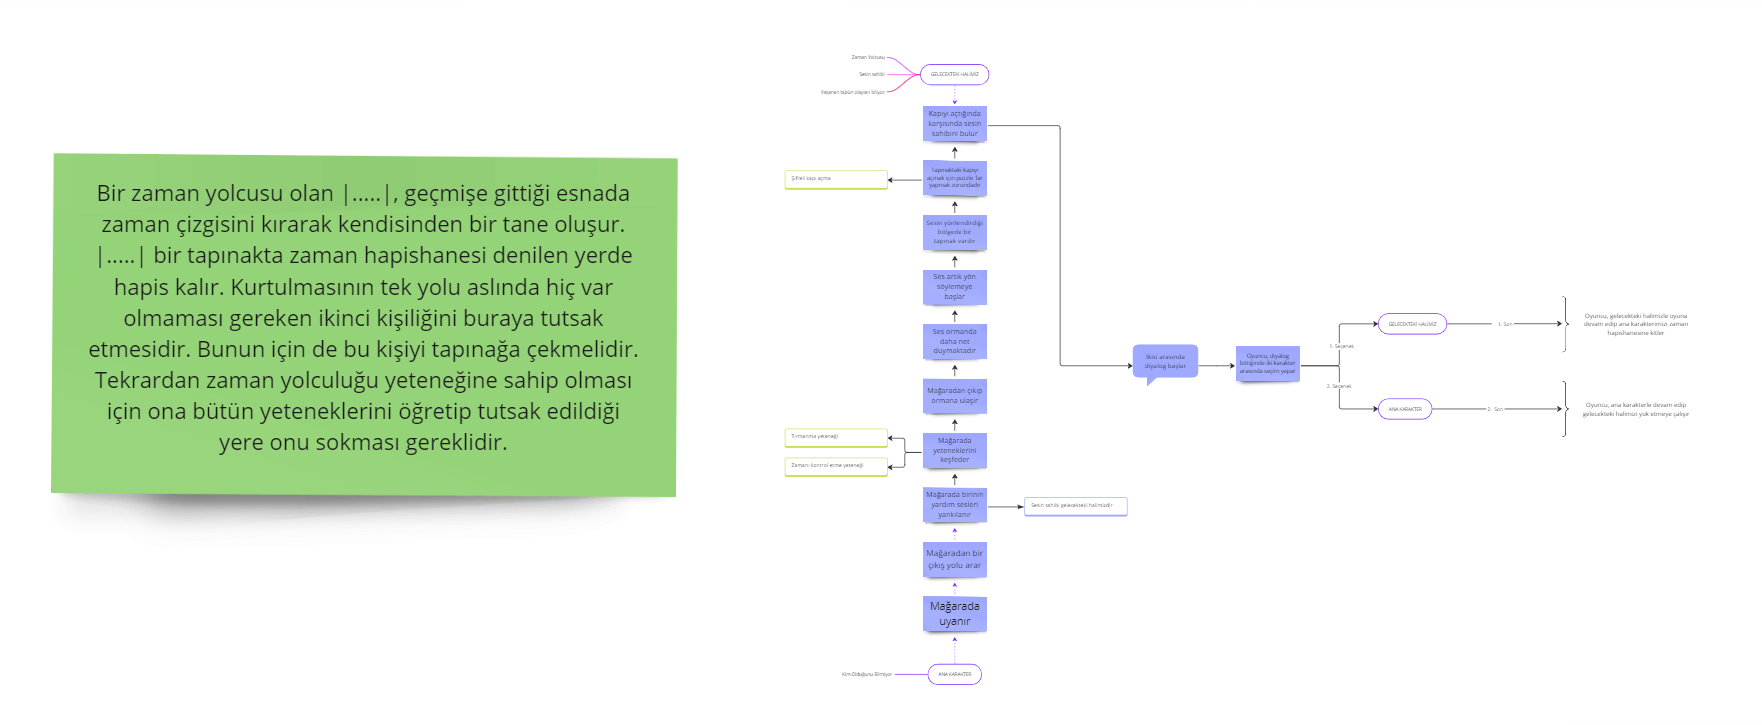 Bir zaman yolcusu olan |.....|, geçmişe gittiği esnada
zaman çizgisini kırarak kendisinden bir tane oluşur.
|.....| bir tapınakta zaman hapishanesi denilen yerde
hapis kalır. Kurtulmasının tek yolu aslında hiç var
olmaması gereken ikinci kişiliğini buraya tutsak
etmesidir. Bunun için de bu kişiyi tapınağa çekmelidir.
Tekrardan zaman yolculuğu yeteneğine sahip olması
için ona bütün yeteneklerini öğretip tutsak edildiği
yere onu sokması gereklidir.
Zaman Yolcusu
Sesin sahibi
Yaşanan bütün olayları biliyor
GELECEKTEKİ HALİMİZ
Kapıyı açtığında
karşısında sesin
sahibini bulur
Tapınaktaki kapıyı
açmak için puzzle 'lar
yapmak zorundadır
Şifreli kapı açma
Sesin yönlendirdiği
bölgede bir
tapınak vardır
Ses artık yön
söylemeye
başlar
Ses ormanda
daha net
duymaktadır
Mağaradan çıkıp
ormana ulaşır
Mağarada
yeteneklerini
keşfeder
Tırmanma yeteneği
Zamanı kontrol etme yeteneği
Mağarada birinin
yardım sesleri
yankılanır
Sesin sahibi gelecekteki halimizdir
Mağaradan bir
çıkış yolu arar
Mağarada
uyanır
Kim Olduğunu Bilmiyor
ANA KARAKTER
İkisi arasında
diyalog başlar
Oyuncu, diyalog
bittiğinde iki karakter
arasında seçim yapar
1. Seçenek
GELECEKTEKİ HALİMİZ
1. Son
Oyuncu, gelecekteki halimizle oyuna
devam edip ana karakterimizi zaman
hapishanesine kitler
2. Seçenek
ANA KARAKTER
2. Son
Oyuncu, ana karakterle devam edip
gelecekteki halimizi yok etmeye çalışır